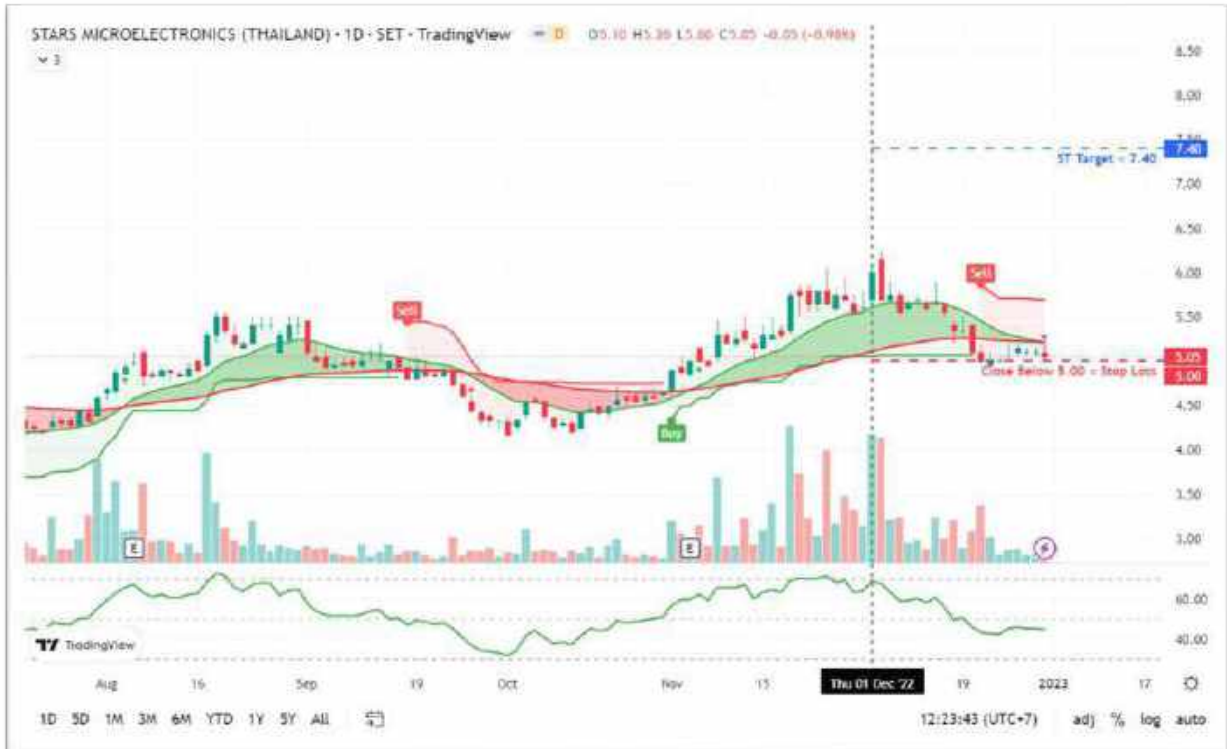 STARS MICROELECTRONICS (THAILAND) · 1D · SET · TradingView D O5.10 H5.20 L5.00 C5.05 -0.05 (-0.98%)
3
8.50
8.00
7.50
7.40
ST Target = 7.40
7.00
6.50
6.00
Sell
Sell
5.50
5.05
Close Below 5.00 = Stop Loss
5.00
4.50
Buy
4.00
3.50
E
E
3.00
60.00
40.00
TradingView
Aug 16 Sep 19 Oct Nov 15 Thu 01 Dec '22 19 2023 17
1D 5D 1M 3M 6M YTD 1Y 5Y All 12:23:43 (UTC+7) adj % log auto